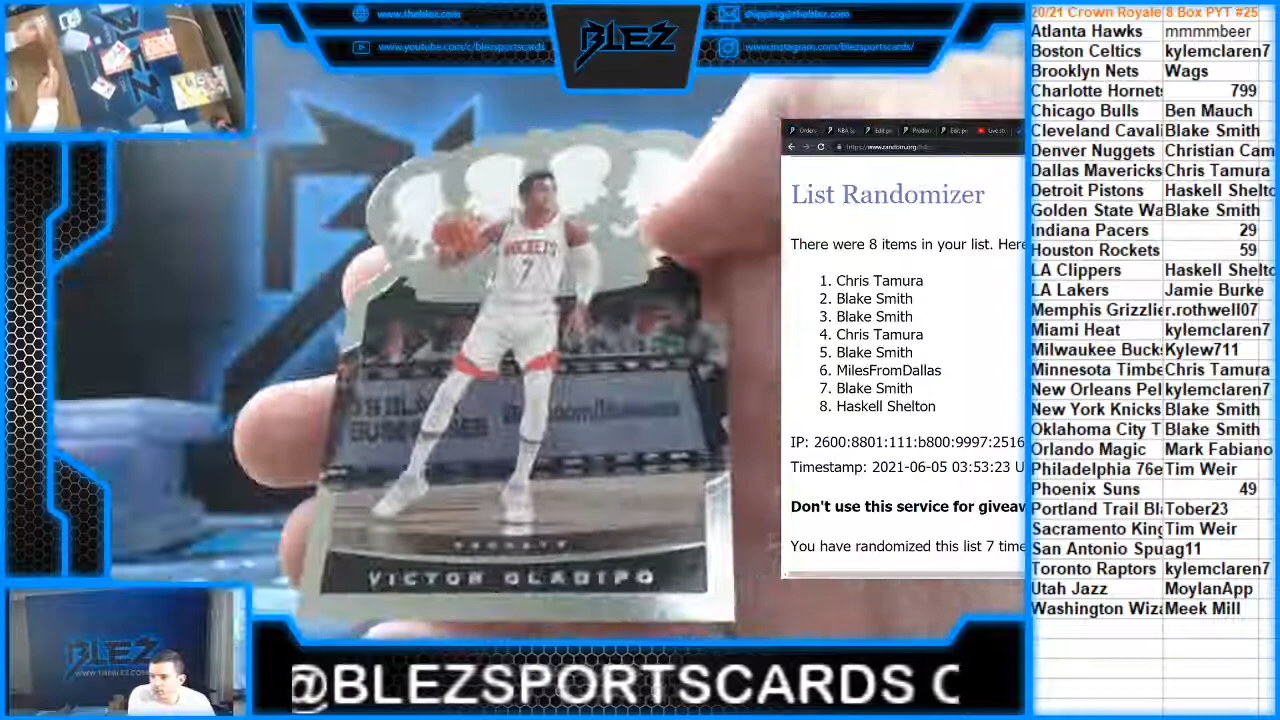 www.theblez.com
www.youtube.com/c/blezsportscards
BLEZ
shipping@theblez.com
www.instagram.com/blezsportscards/
List Randomizer
There were 8 items in your list. Here
1. Chris Tamura
2. Blake Smith
3. Blake Smith
4. Chris Tamura
5. Blake Smith
6. MilesFromDallas
7. Blake Smith
8. Haskell Shelton
IP: 2600:8801:111:b800:9997:2516
Timestamp: 2021-06-05 03:53:23 U
Don't use this service for giveav
You have randomized this list 7 time
ROCKETS
7
ROCKETS
VICTOR OLADIPO
BLEZ
@BLEZSPORTSCARDS
20/21 Crown Royale 8 Box PYT #25
Atlanta Hawks mmmmbeer
Boston Celtics kylemclaren7
Brooklyn Nets Wags
Charlotte Hornets 799
Chicago Bulls Ben Mauch
Cleveland Cavali Blake Smith
Denver Nuggets Christian Cam
Dallas Mavericks Chris Tamura
Detroit Pistons Haskell Shelto
Golden State Wa Blake Smith
Indiana Pacers 29
Houston Rockets 59
LA Clippers Haskell Shelto
LA Lakers Jamie Burke
Memphis Grizzlie r.rothwell07
Miami Heat kylemclaren7
Milwaukee Bucks Kylew711
Minnesota Timbe Chris Tamura
New Orleans Pel kylemclaren7
New York Knicks Blake Smith
Oklahoma City T Blake Smith
Orlando Magic Mark Fabiano
Philadelphia 76e Tim Weir
Phoenix Suns 49
Portland Trail Bla Tober23
Sacramento King Tim Weir
San Antonio Spu ag11
Toronto Raptors kylemclaren7
Utah Jazz MoylanApp
Washington Wiza Meek Mill